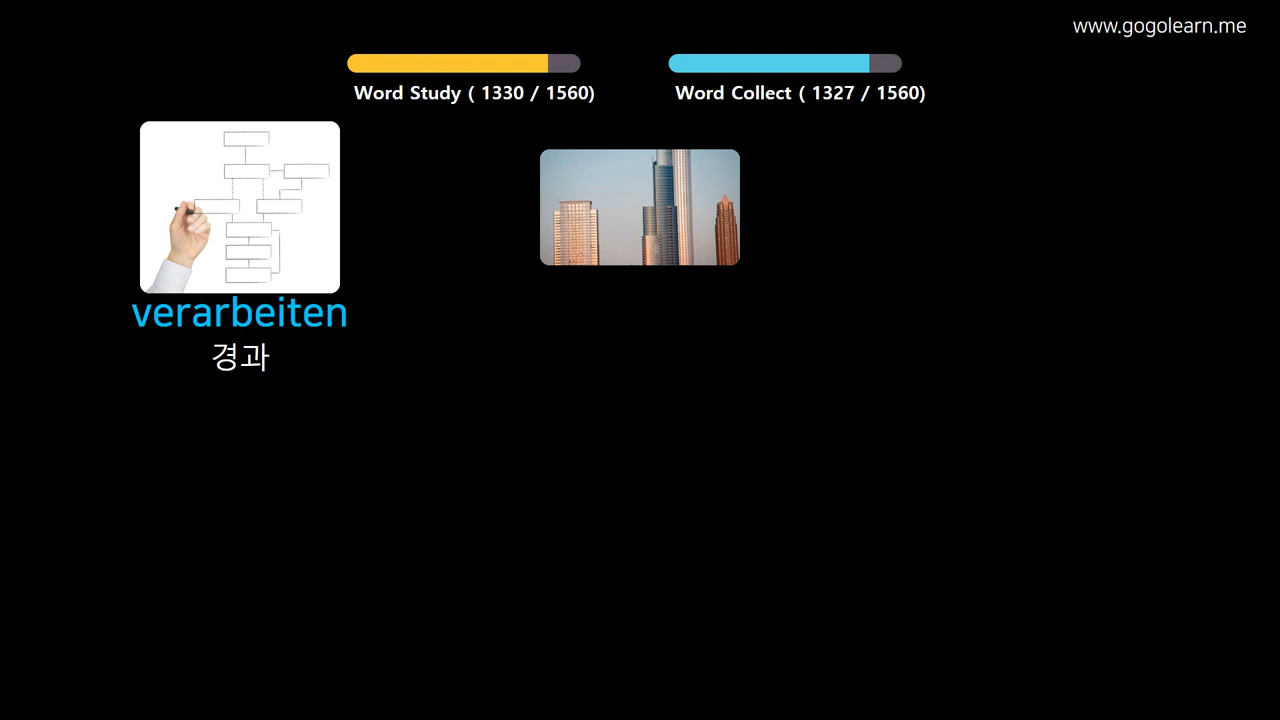 www.gogolearn.me
Word Study ( 1330 / 1560)
Word Collect ( 1327 / 1560)
verarbeiten
경과